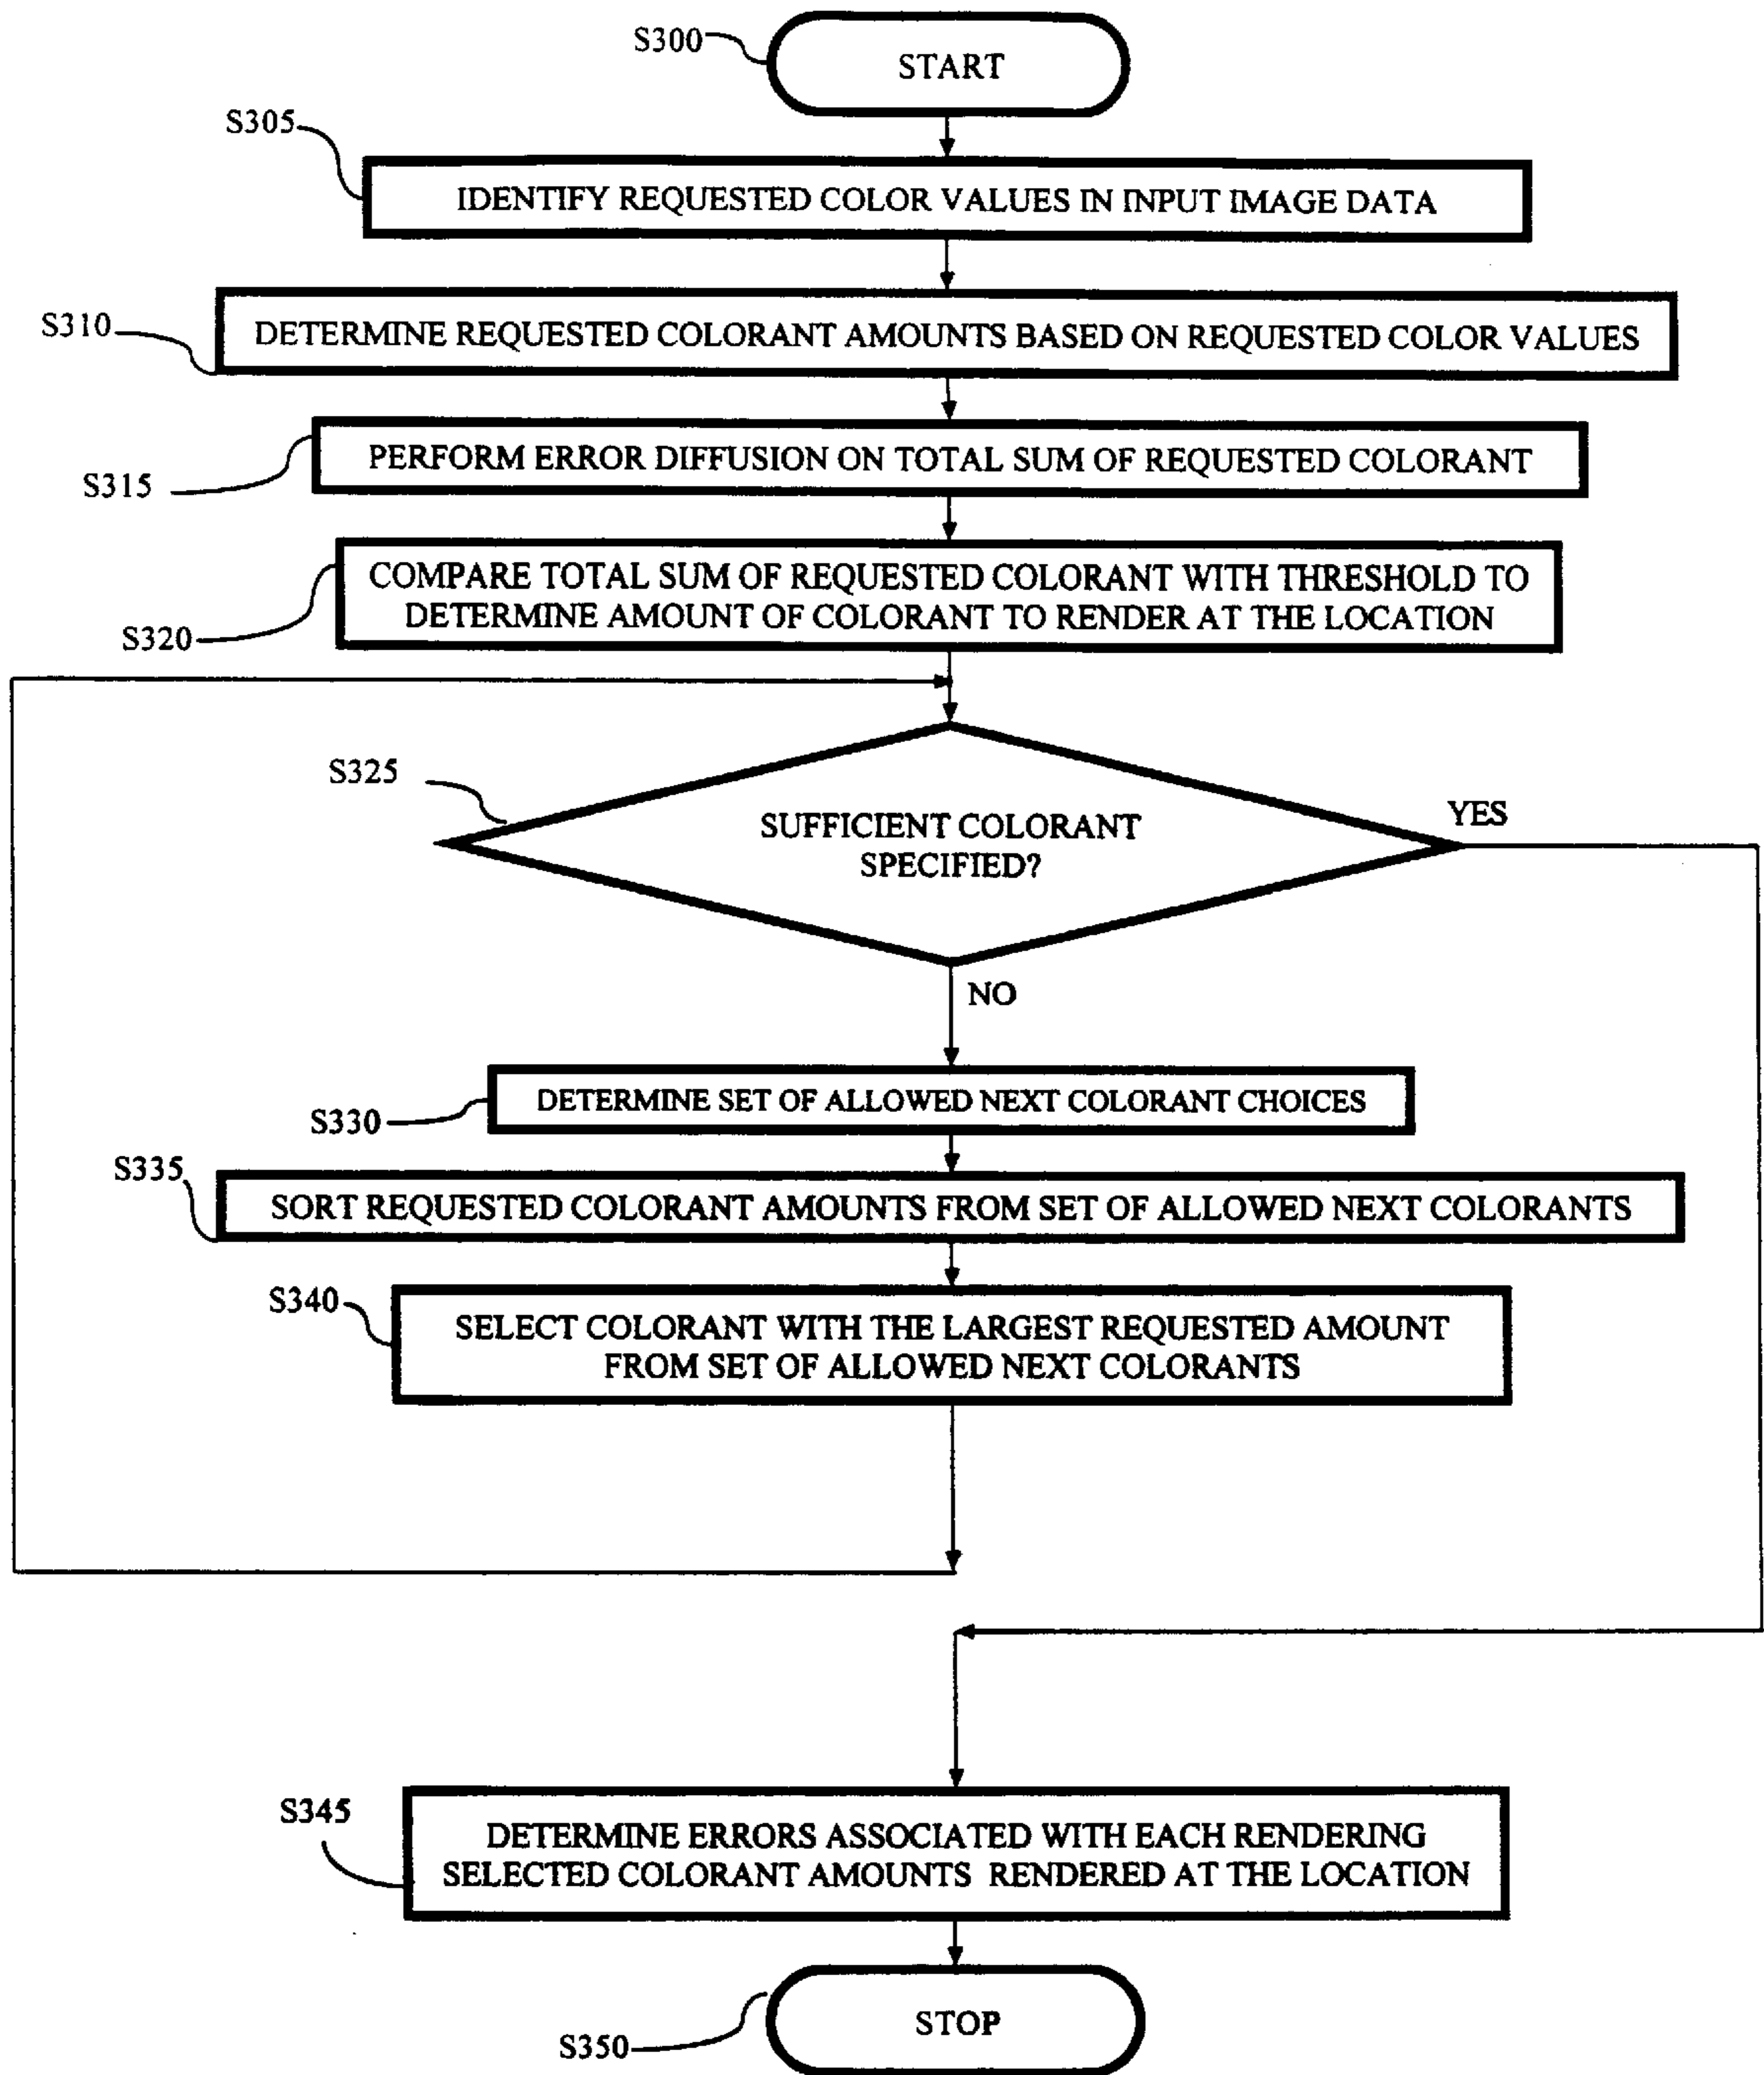 S300
START
S305
IDENTIFY REQUESTED COLOR VALUES IN INPUT IMAGE DATA
S310
DETERMINE REQUESTED COLORANT AMOUNTS BASED ON REQUESTED COLOR VALUES
PERFORM ERROR DIFFUSION ON TOTAL SUM OF REQUESTED COLORANT
S315
COMPARE TOTAL SUM OF REQUESTED COLORANT WITH THRESHOLD TO
DETERMINE AMOUNT OF COLORANT TO RENDER AT THE LOCATION
S320
S325
SUFFICIENT COLORANT
SPECIFIED?
YES
NO
DETERMINE SET OF ALLOWED NEXT COLORANT CHOICES
S330
S335
SORT REQUESTED COLORANT AMOUNTS FROM SET OF ALLOWED NEXT COLORANTS
S340
SELECT COLORANT WITH THE LARGEST REQUESTED AMOUNT
FROM SET OF ALLOWED NEXT COLORANTS
S345
DETERMINE ERRORS ASSOCIATED WITH EACH RENDERING
SELECTED COLORANT AMOUNTS RENDERED AT THE LOCATION
STOP
S350